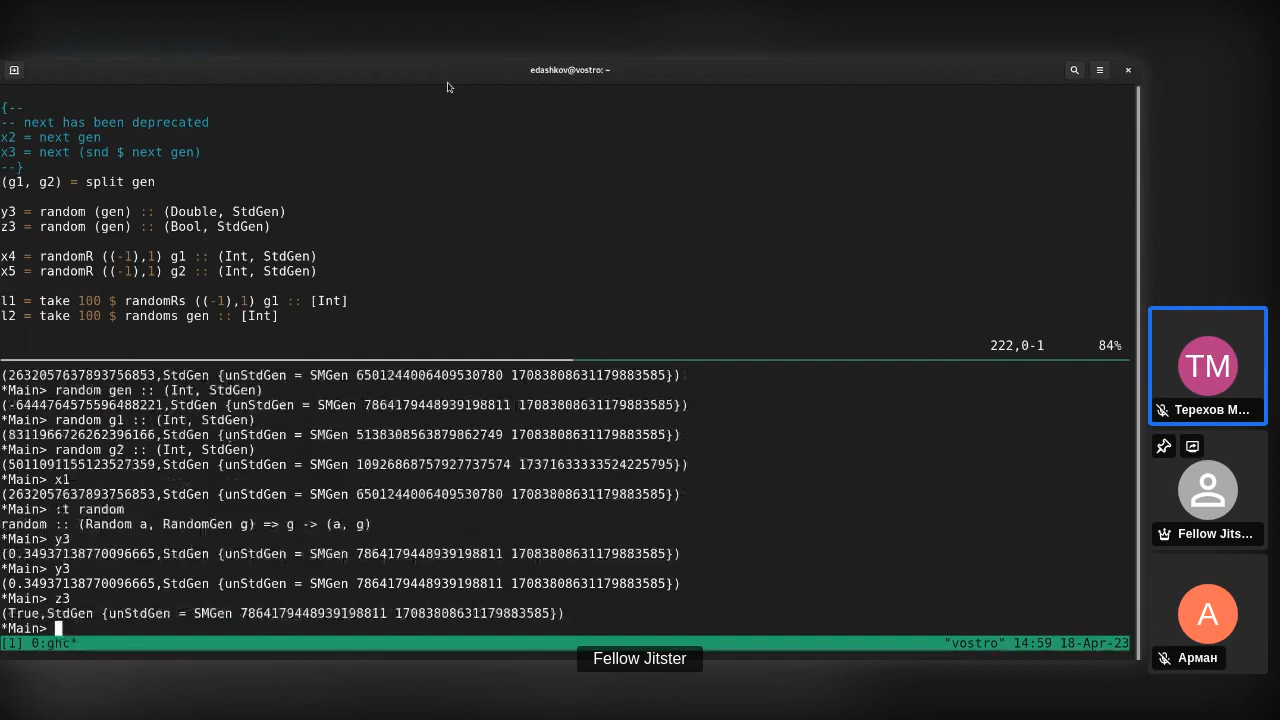 edashkov@vostro: ~
{--
-- next has been deprecated
x2 = next gen
x3 = next (snd $ next gen)
--}
(g1, g2) = split gen
y3 = random (gen) :: (Double, StdGen)
z3 = random (gen) :: (Bool, StdGen)
x4 = randomR ((-1),1) g1 :: (Int, StdGen)
x5 = randomR ((-1),1) g2 :: (Int, StdGen)
l1 = take 100 $ randomRs ((-1),1) g1 :: [Int]
l2 = take 100 $ randoms gen :: [Int]
222,0-1 84%
(2632057637893756853,StdGen {unStdGen = SMGen 6501244006409530780 17083808631179883585})
*Main> random gen :: (Int, StdGen)
(-6444764575596488221,StdGen {unStdGen = SMGen 7864179448939198811 17083808631179883585})
*Main> random g1 :: (Int, StdGen)
(8311966726262396166,StdGen {unStdGen = SMGen 5138308563879862749 17083808631179883585})
*Main> random g2 :: (Int, StdGen)
(5011091155123527359,StdGen {unStdGen = SMGen 10926868757927737574 17371633333524225795})
*Main> x1
(2632057637893756853,StdGen {unStdGen = SMGen 6501244006409530780 17083808631179883585})
*Main> :t random
random :: (Random a, RandomGen g) => g -> (a, g)
*Main> y3
(0.34937138770096665,StdGen {unStdGen = SMGen 7864179448939198811 17083808631179883585})
*Main> y3
(0.34937138770096665,StdGen {unStdGen = SMGen 7864179448939198811 17083808631179883585})
*Main> z3
(True,StdGen {unStdGen = SMGen 7864179448939198811 17083808631179883585})
*Main>
[1] 0:ghc* "vostro" 14:59 18-Apr-23
Fellow Jitster
TM
Терехов М...
Fellow Jits...
A
Арман